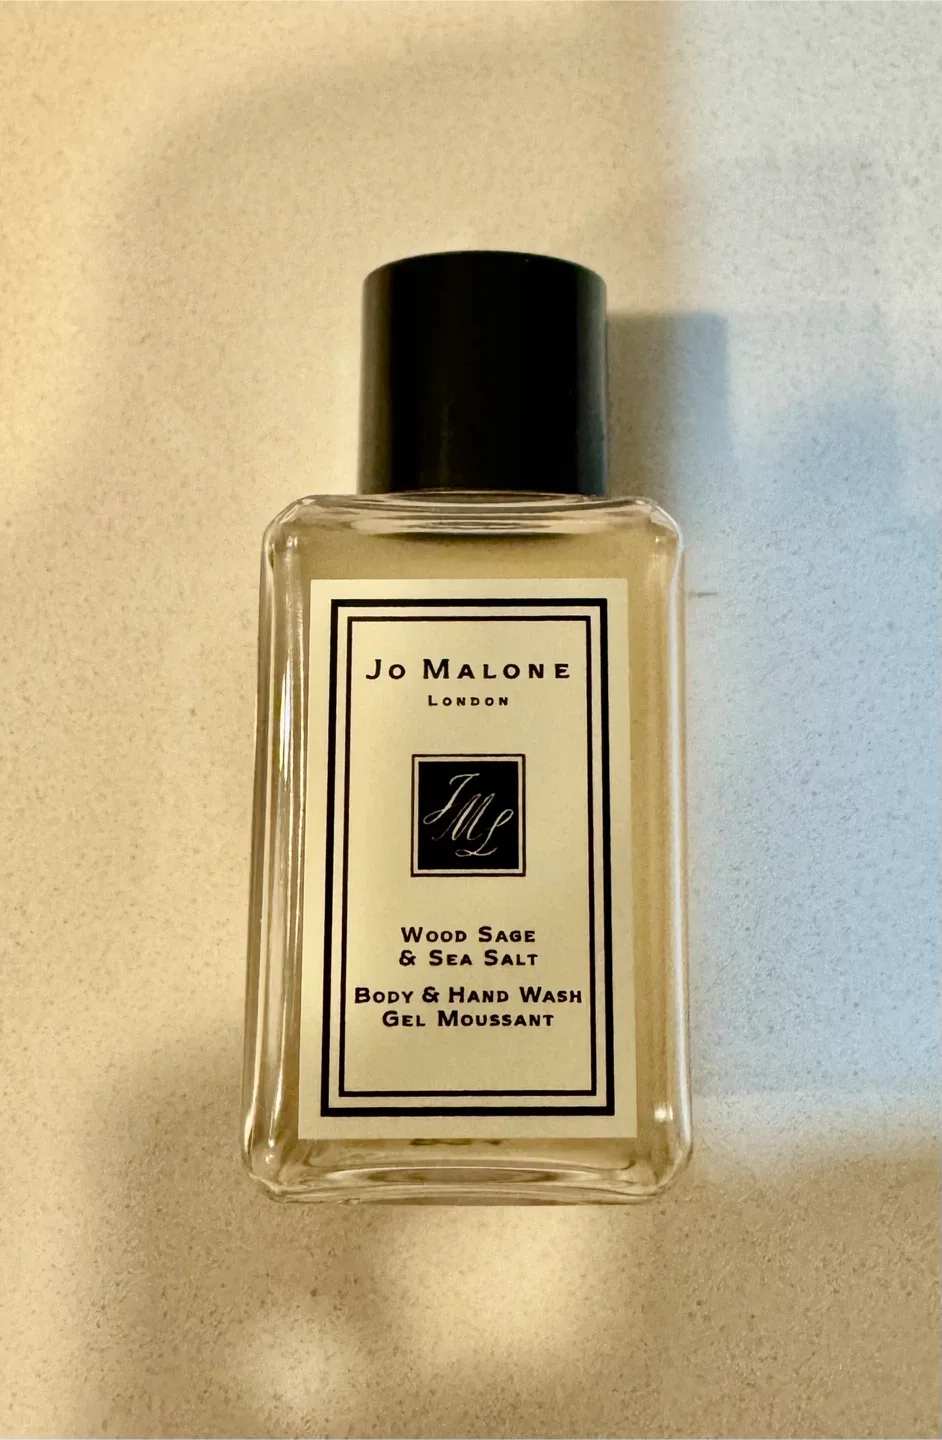 Jo Malone
London
JML
Wood Sage
& Sea Salt
Body & Hand Wash
Gel Moussant